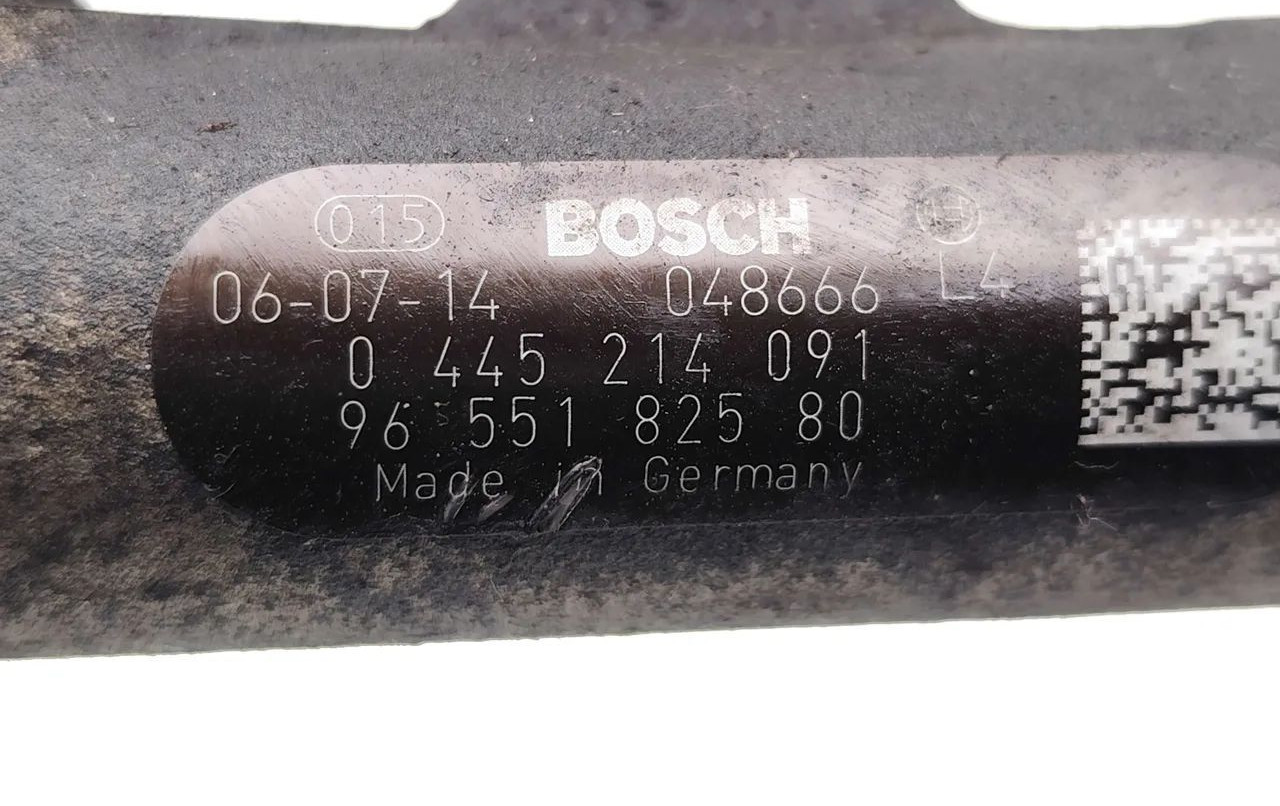 015 BOSCH
06-07-14 048666 L4
0 445 214 091
96 551 825 80
Made in Germany